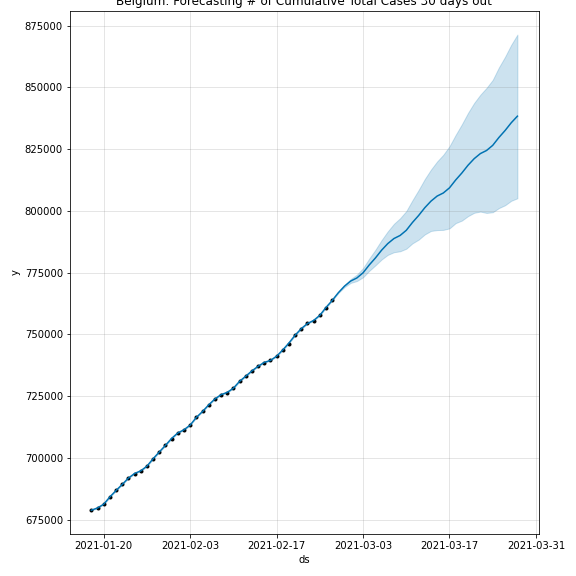 Belgium: Forecasting # of Cumulative Total Cases 30 days out
875000
850000
825000
800000
y
775000
750000
725000
700000
675000
2021-01-20 2021-02-03 2021-02-17 2021-03-03 2021-03-17 2021-03-31
ds